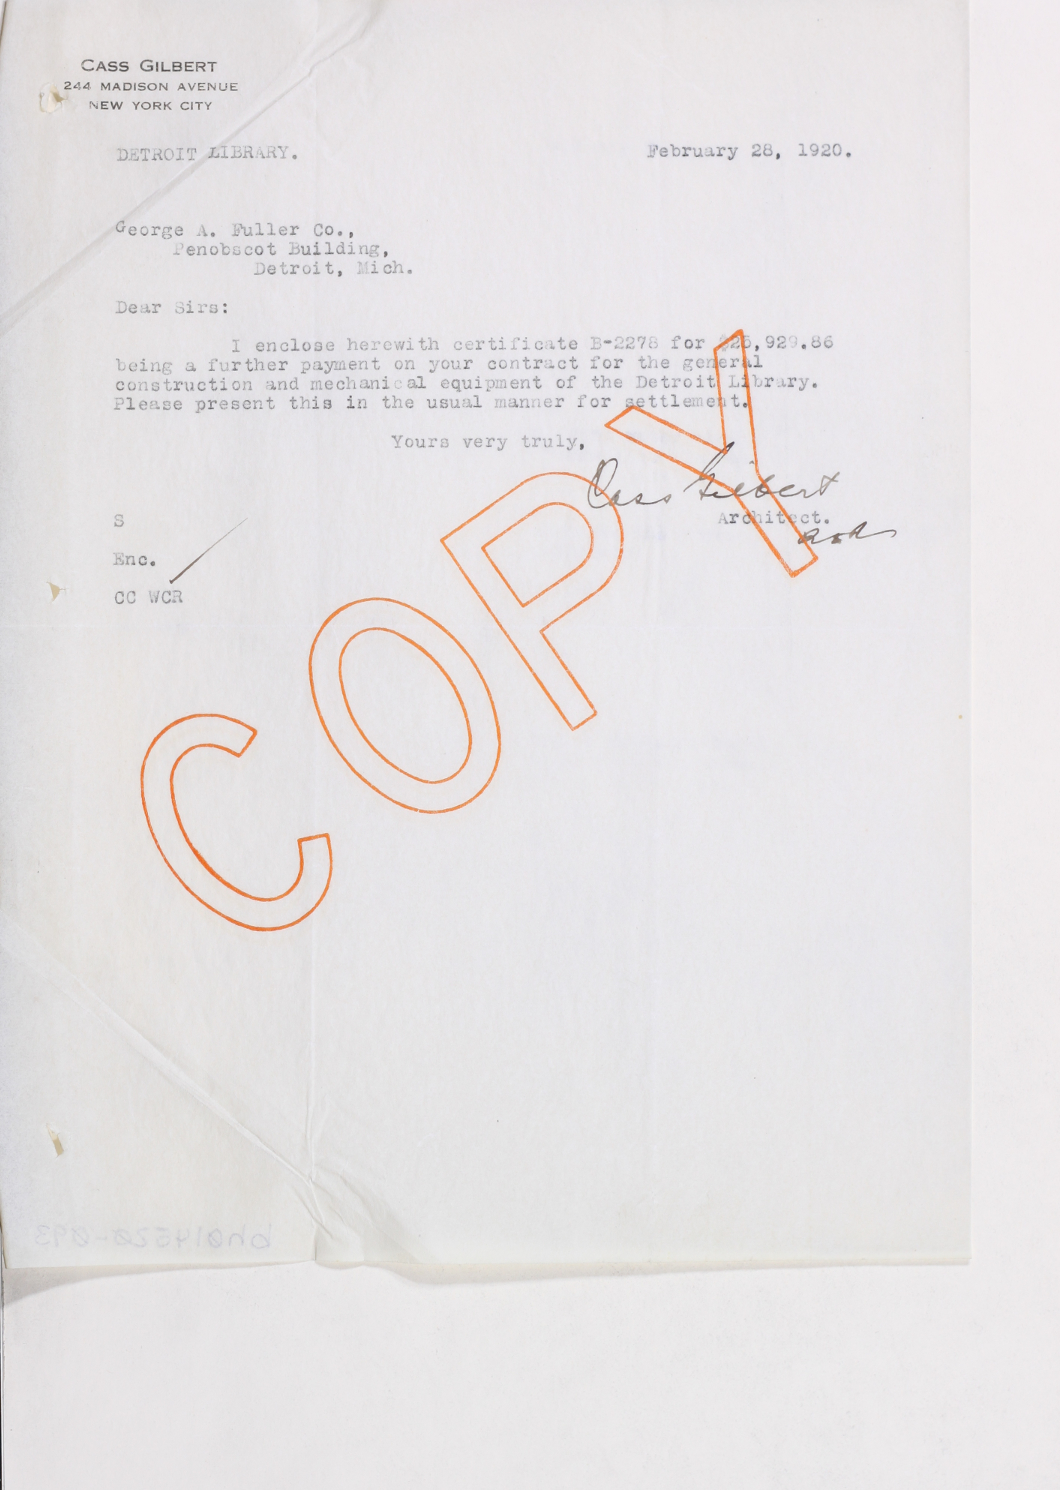 CASS GILBERT
244 MADISON AVENUE
NEW YORK CITY
DETROIT LIBRARY. February 28, 1920.
George A. Fuller Co.,
Penobscot Building,
Detroit, Mich.
Dear Sirs:
I enclose herewith certificate B-2278 for $25,929.86
being a further payment on your contract for the general
construction and mechanical equipment of the Detroit Library.
Please present this in the usual manner for settlement.
Yours very truly,
Cass Gilbert
Architect.
S
Enc.
CC WCR
COPY